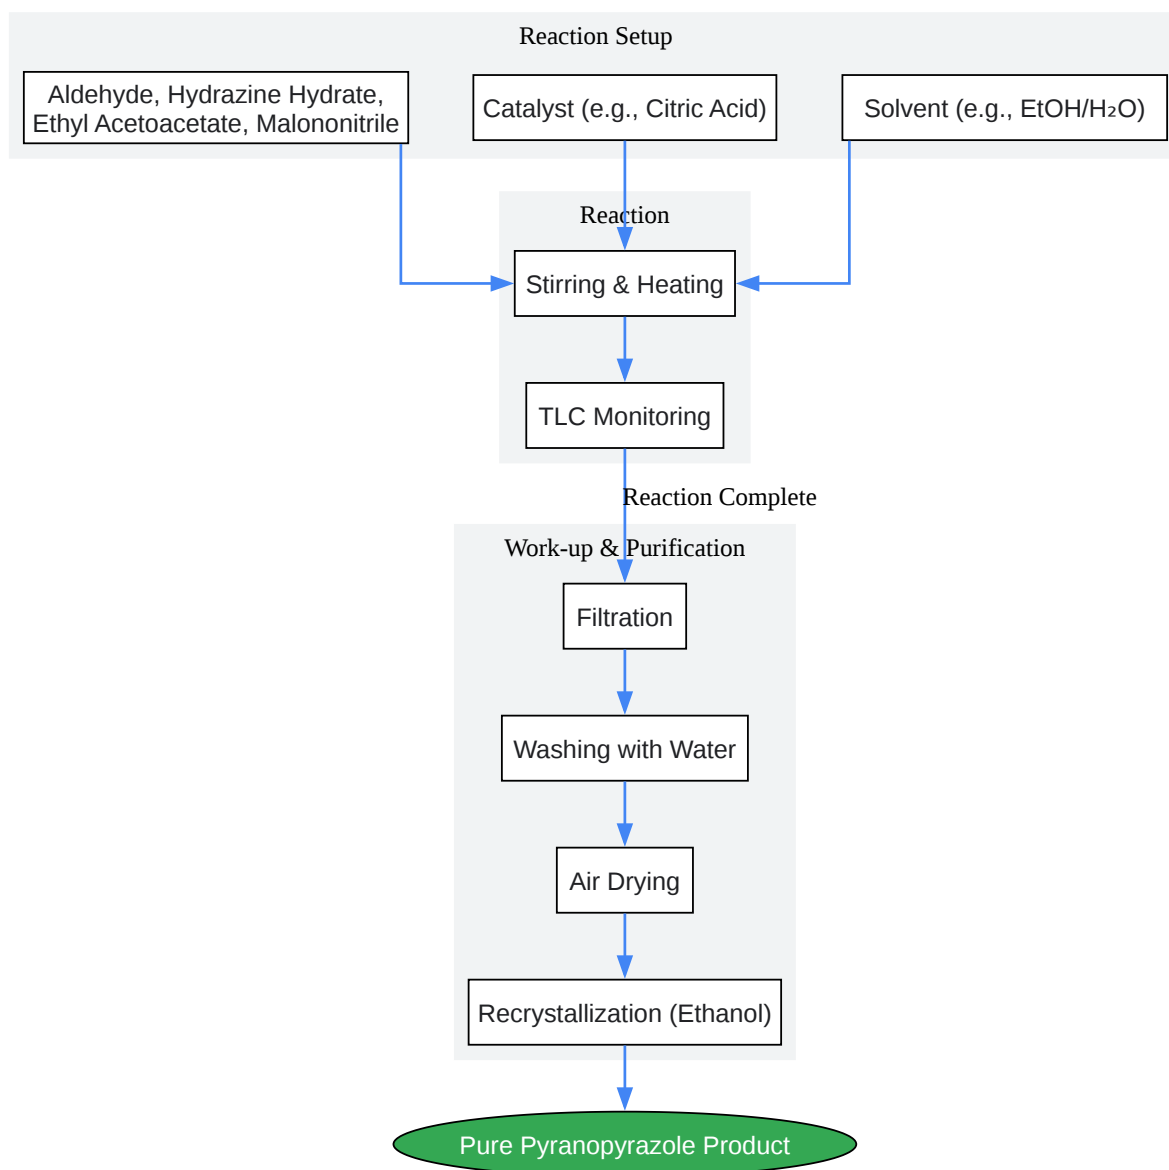 Reaction Setup
Aldehyde, Hydrazine Hydrate,
Ethyl Acetoacetate, Malononitrile
Catalyst (e.g., Citric Acid)
Solvent (e.g., EtOH/H₂O)
Reaction
Stirring & Heating
TLC Monitoring
Reaction Complete
Work-up & Purification
Filtration
Washing with Water
Air Drying
Recrystallization (Ethanol)
Pure Pyranopyrazole Product